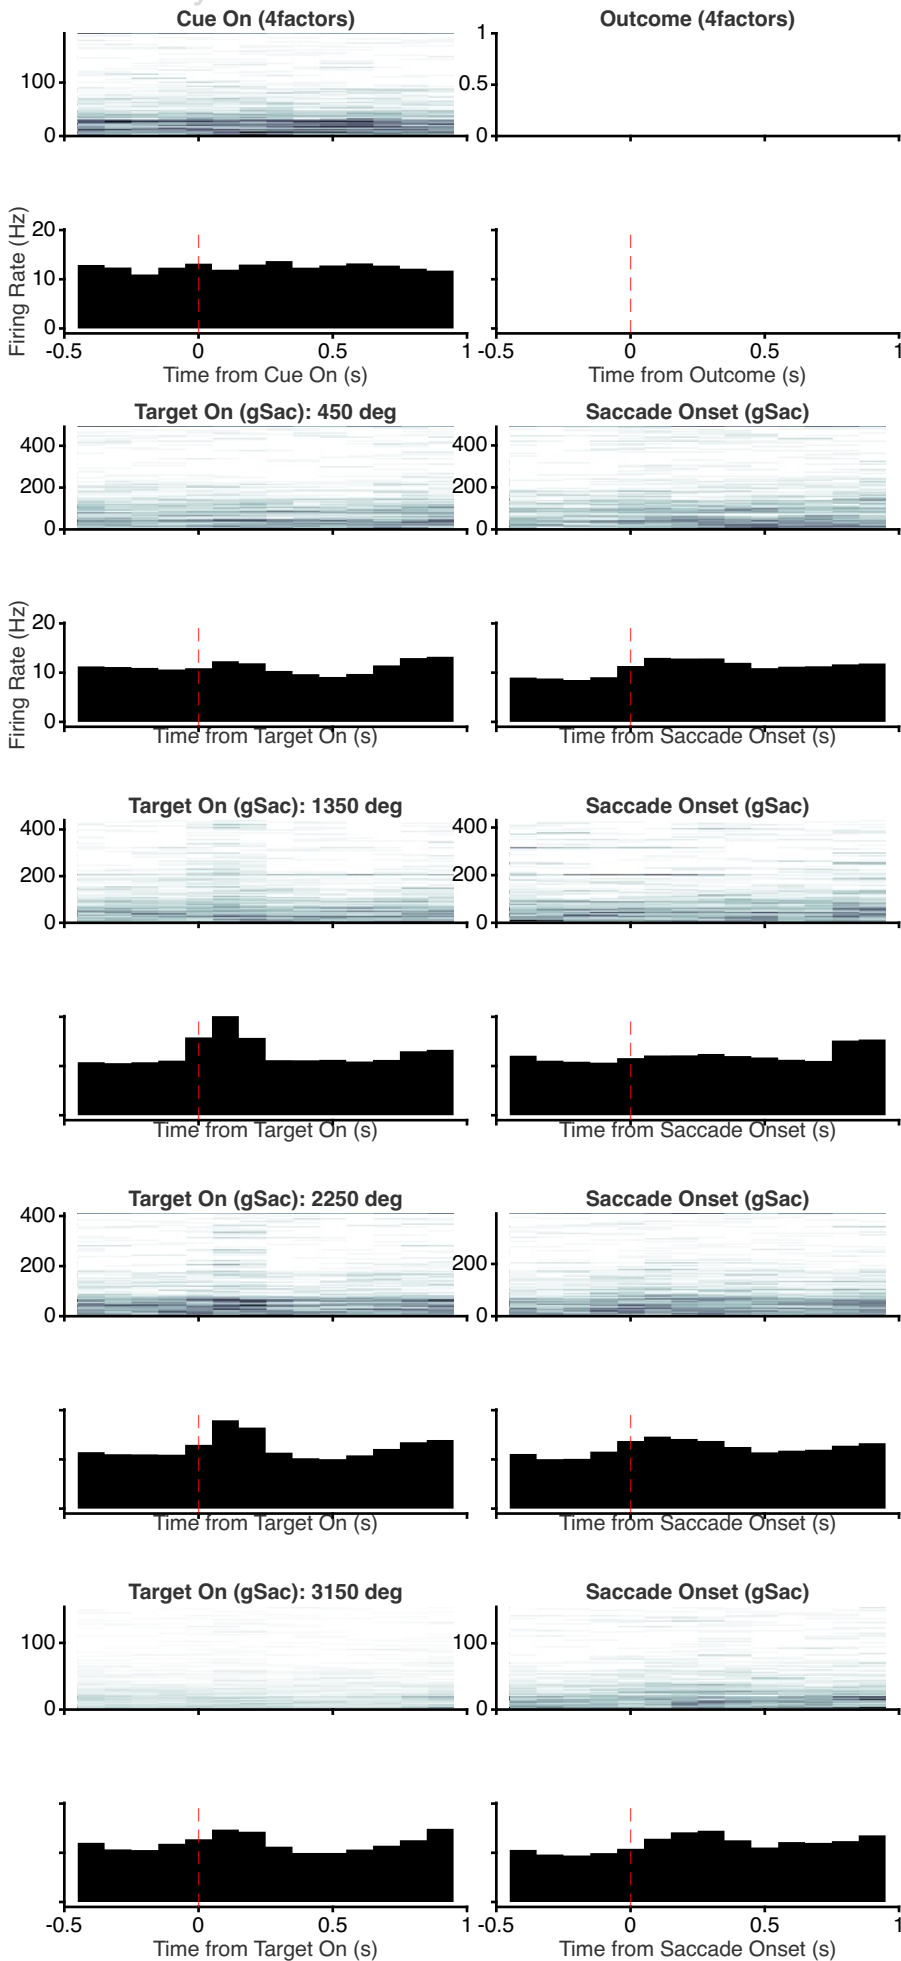 Cue On (4factors) Outcome (4factors)
100
0
1
0.5
0
Firing Rate (Hz)
20
10
0
-0.5 0 0.5 1 -0.5 0 0.5 1
Time from Cue On (s) Time from Outcome (s)
Target On (gSac): 450 deg Saccade Onset (gSac)
400
200
0
400
200
0
Firing Rate (Hz)
20
10
0
Time from Target On (s) Time from Saccade Onset (s)
Target On (gSac): 1350 deg Saccade Onset (gSac)
400
200
0
400
200
0
Time from Target On (s) Time from Saccade Onset (s)
Target On (gSac): 2250 deg Saccade Onset (gSac)
400
200
0
200
0
Time from Target On (s) Time from Saccade Onset (s)
Target On (gSac): 3150 deg Saccade Onset (gSac)
100
0
100
0
-0.5 0 0.5 1 -0.5 0 0.5 1
Time from Target On (s) Time from Saccade Onset (s)